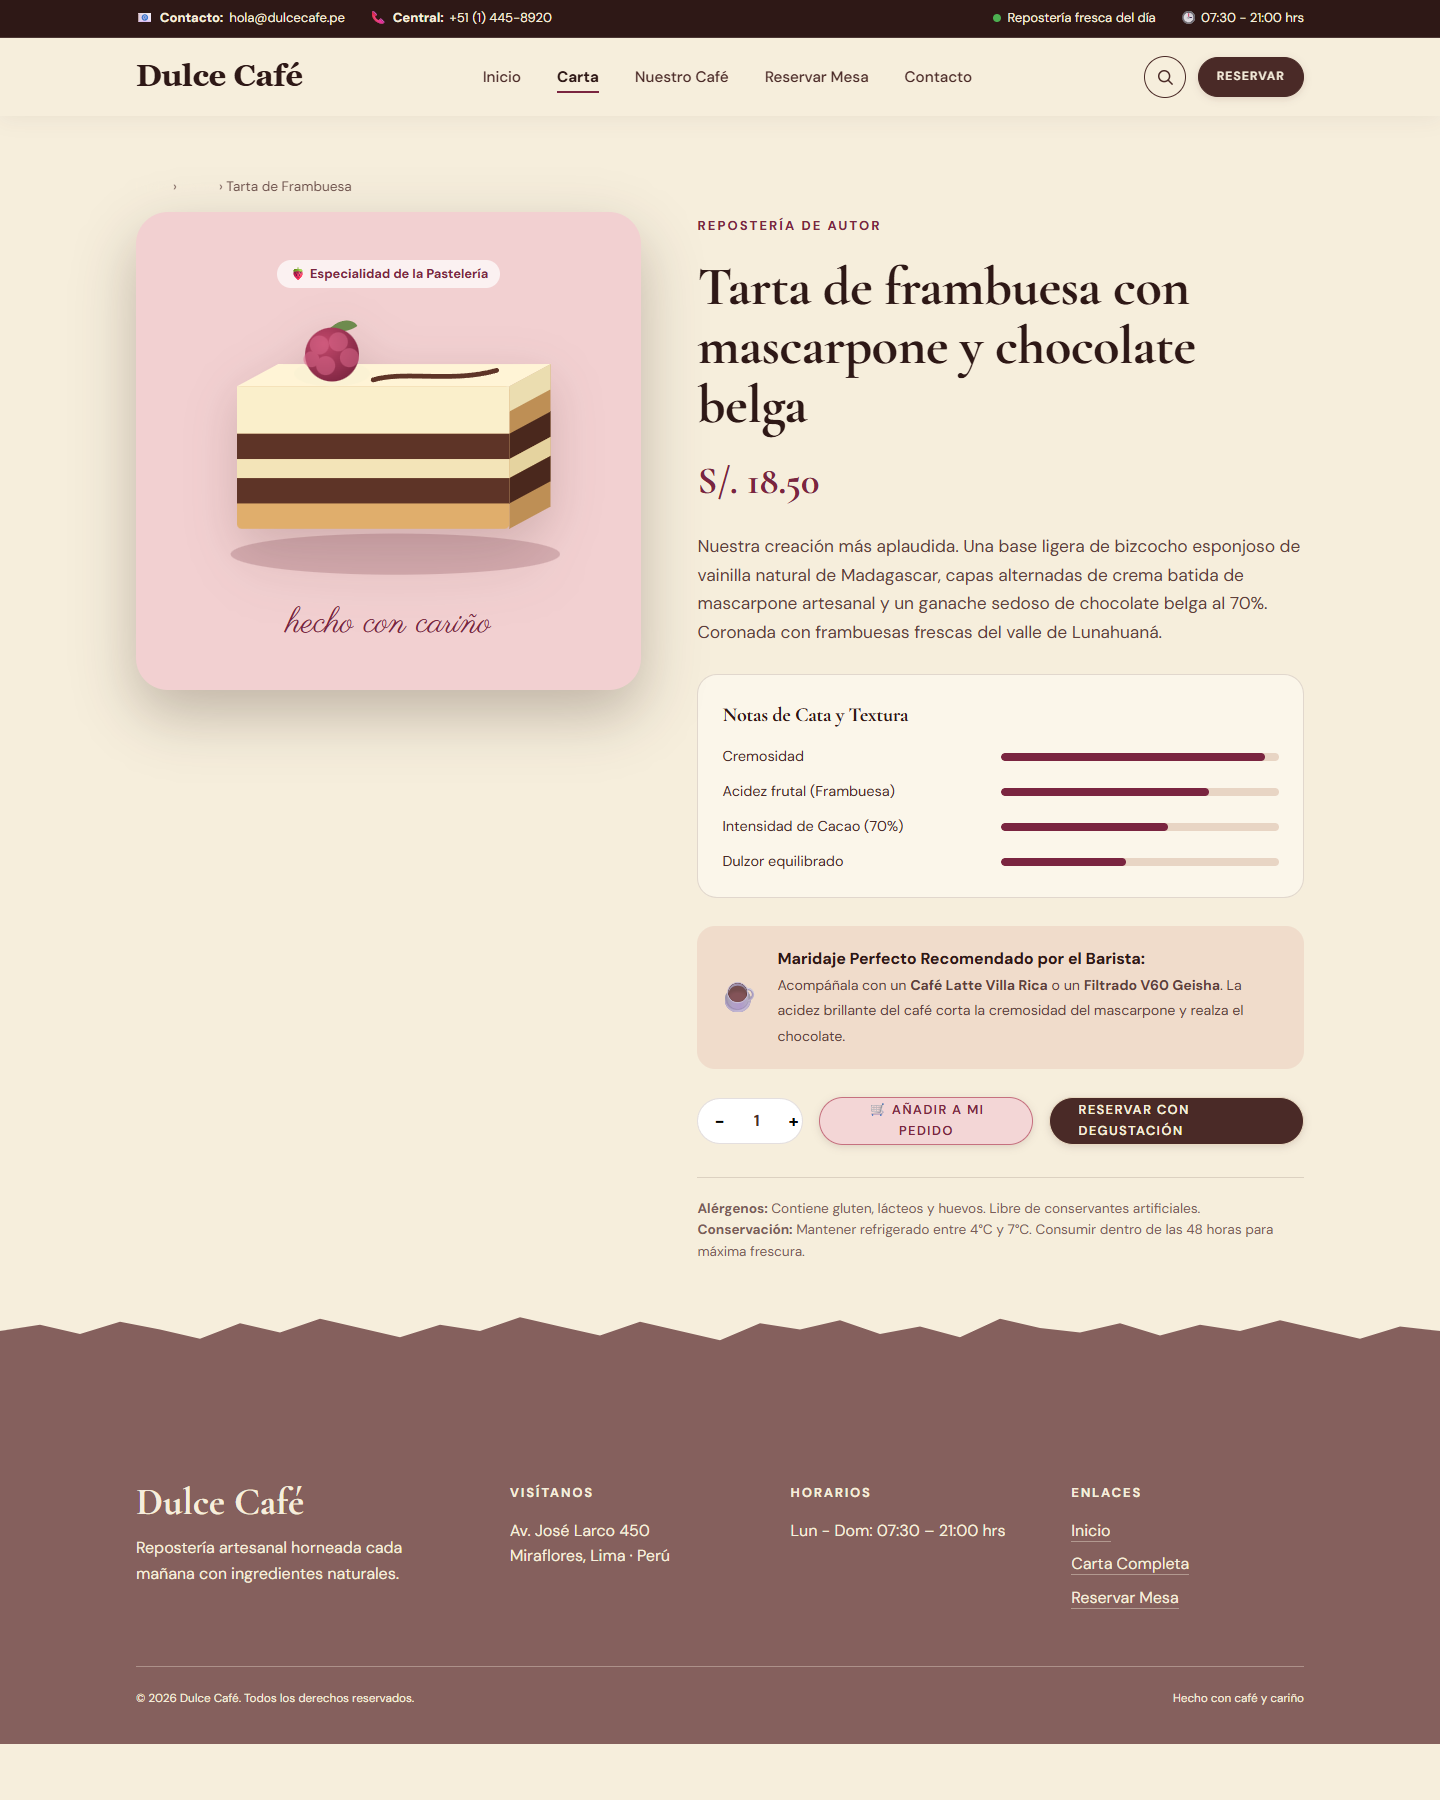 Contacto: hola@dulcecafe.pe Central: +51 (1) 445-8920 Repostería fresca del día 07:30 - 21:00 hrs
Dulce Café Inicio Carta Nuestro Café Reservar Mesa Contacto RESERVAR
› › Tarta de Frambuesa
Especialidad de la Pastelería
hecho con cariño
REPOSTERÍA DE AUTOR
Tarta de frambuesa con
mascarpone y chocolate
belga
S/. 18.50
Nuestra creación más aplaudida. Una base ligera de bizcocho esponjoso de
vainilla natural de Madagascar, capas alternadas de crema batida de
mascarpone artesanal y un ganache sedoso de chocolate belga al 70%.
Coronada con frambuesas frescas del valle de Lunahuaná.
Notas de Cata y Textura
Cremosidad
Acidez frutal (Frambuesa)
Intensidad de Cacao (70%)
Dulzor equilibrado
Maridaje Perfecto Recomendado por el Barista:
Acompáñala con un Café Latte Villa Rica o un Filtrado V60 Geisha. La
acidez brillante del café corta la cremosidad del mascarpone y realza el
chocolate.
- 1 +
AÑADIR A MI
PEDIDO
RESERVAR CON
DEGUSTACIÓN
Alérgenos: Contiene gluten, lácteos y huevos. Libre de conservantes artificiales.
Conservación: Mantener refrigerado entre 4°C y 7°C. Consumir dentro de las 48 horas para
máxima frescura.
Dulce Café
Repostería artesanal horneada cada
mañana con ingredientes naturales.
VISÍTANOS
Av. José Larco 450
Miraflores, Lima · Perú
HORARIOS
Lun - Dom: 07:30 – 21:00 hrs
ENLACES
Inicio
Carta Completa
Reservar Mesa
© 2026 Dulce Café. Todos los derechos reservados.
Hecho con café y cariño